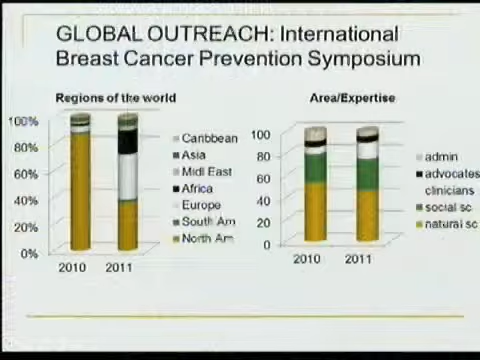 GLOBAL OUTREACH: International
Breast Cancer Prevention Symposium
Regions of the world
100%
80%
60%
40%
20%
0%
2010
2011
Caribbean
Asia
Midl East
Africa
Europe
South Am
North Am
Area/Expertise
100
80
60
40
20
0
2010
2011
admin
advocates
clinicians
social sc
natural sc